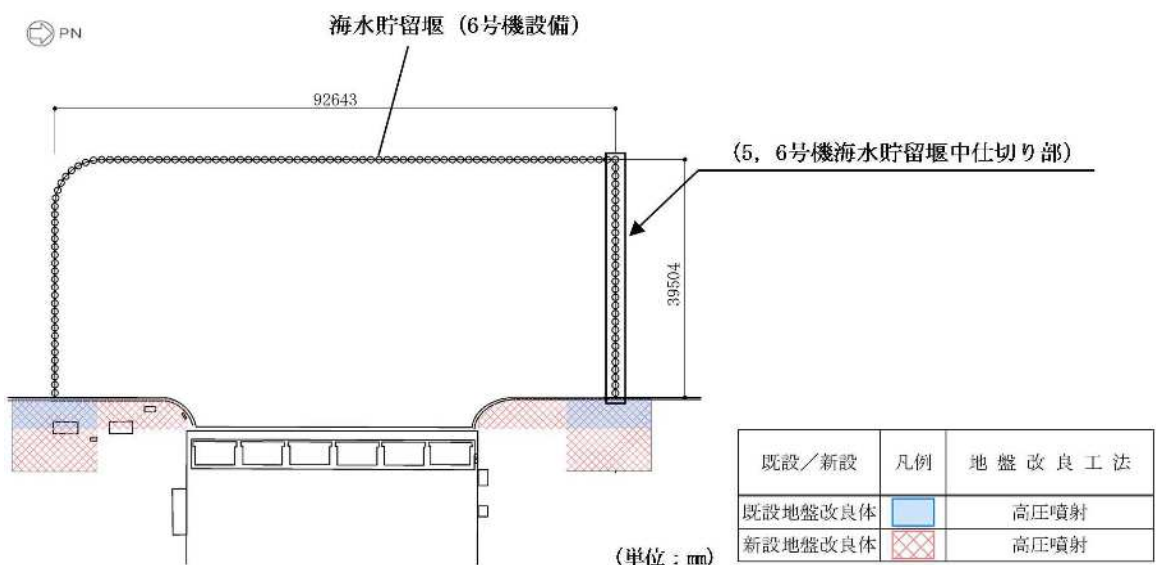 PN
海水貯留堰（6号機設備）
92643
（5，6号機海水貯留堰中仕切り部）
39504
既設／新設 凡例 地盤改良工法
既設地盤改良体 高圧噴射
新設地盤改良体 高圧噴射
（単位：mm）